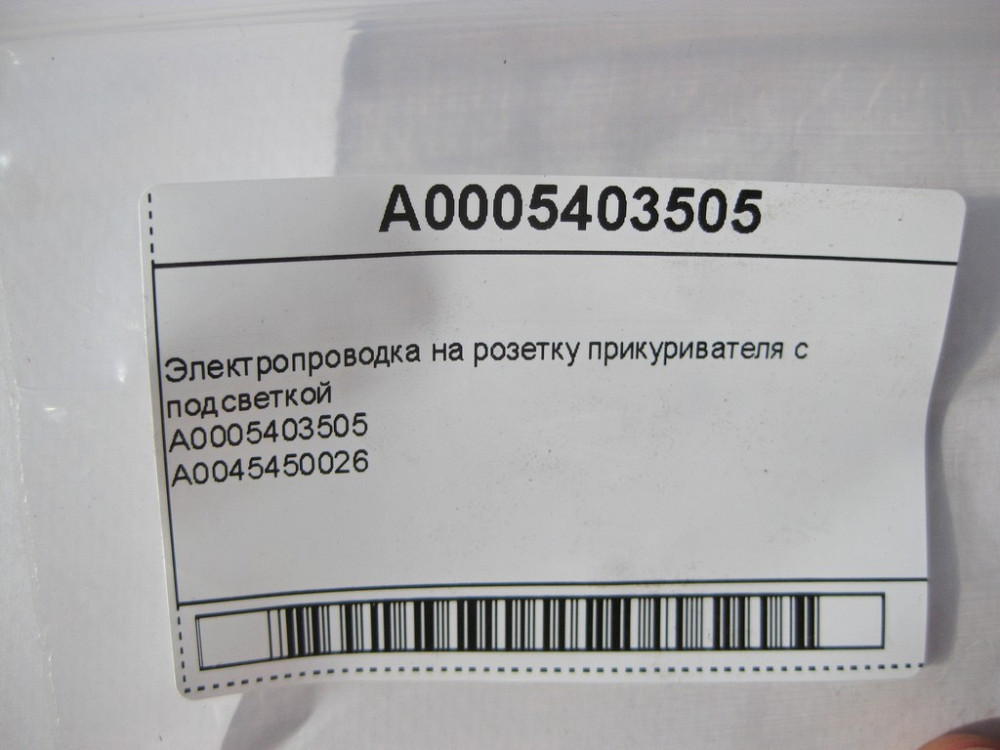 A0005403505
Электропроводка на розетку прикуривателя с
подсветкой
A0005403505
A0045450026